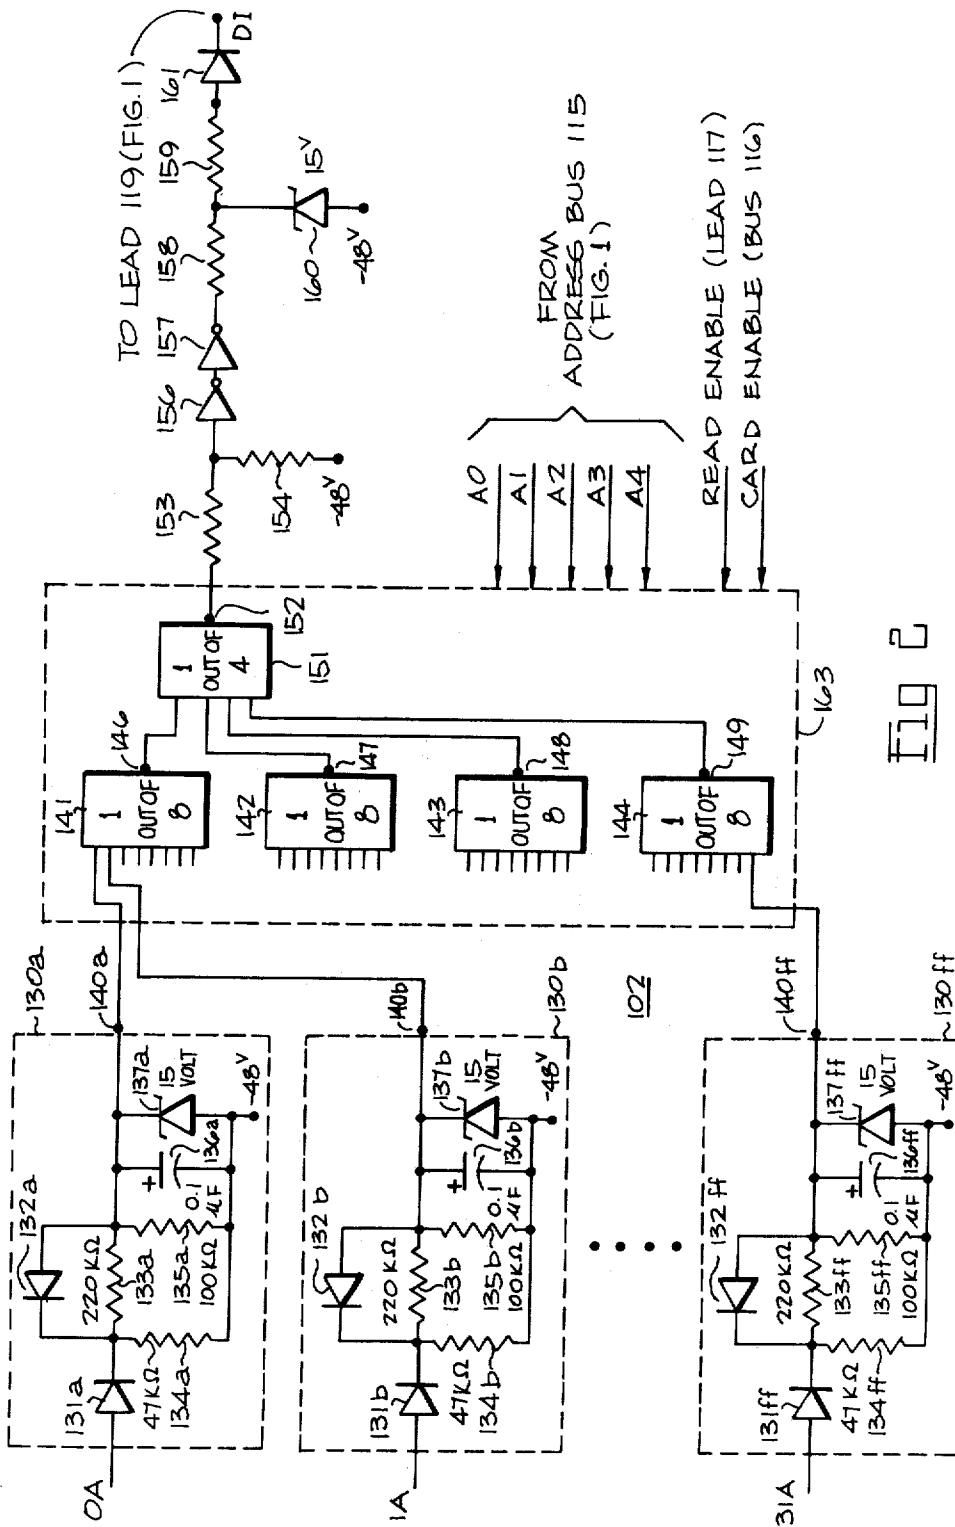 0A
131a
47KΩ
134a
132a
220KΩ
133a
135a
100KΩ
+
0.1
µF
136a
137a
15
VOLT
-48V
~130a
140a
1A
131b
47KΩ
134b
132b
220KΩ
133b
135b
100KΩ
+
0.1
µF
136b
137b
15
VOLT
-48V
~130b
140b
102
31A
131ff
47KΩ
134ff
132ff
220KΩ
133ff
135ff
100KΩ
+
0.1
µF
136ff
137ff
15
VOLT
-48V
~130ff
140ff
141
1
OUT OF
8
146
142
1
OUT OF
8
147
143
1
OUT OF
8
148
144
1
OUT OF
8
149
1
OUT OF
4
151
152
163
153
154
-48V
156
157
158
159
160
15V
-48V
161
DI
TO LEAD 119 (FIG. 1)
A0
A1
A2
A3
A4
FROM
ADDRESS BUS 115
(FIG. 1)
READ ENABLE (LEAD 117)
CARD ENABLE (BUS 116)
FIG 2